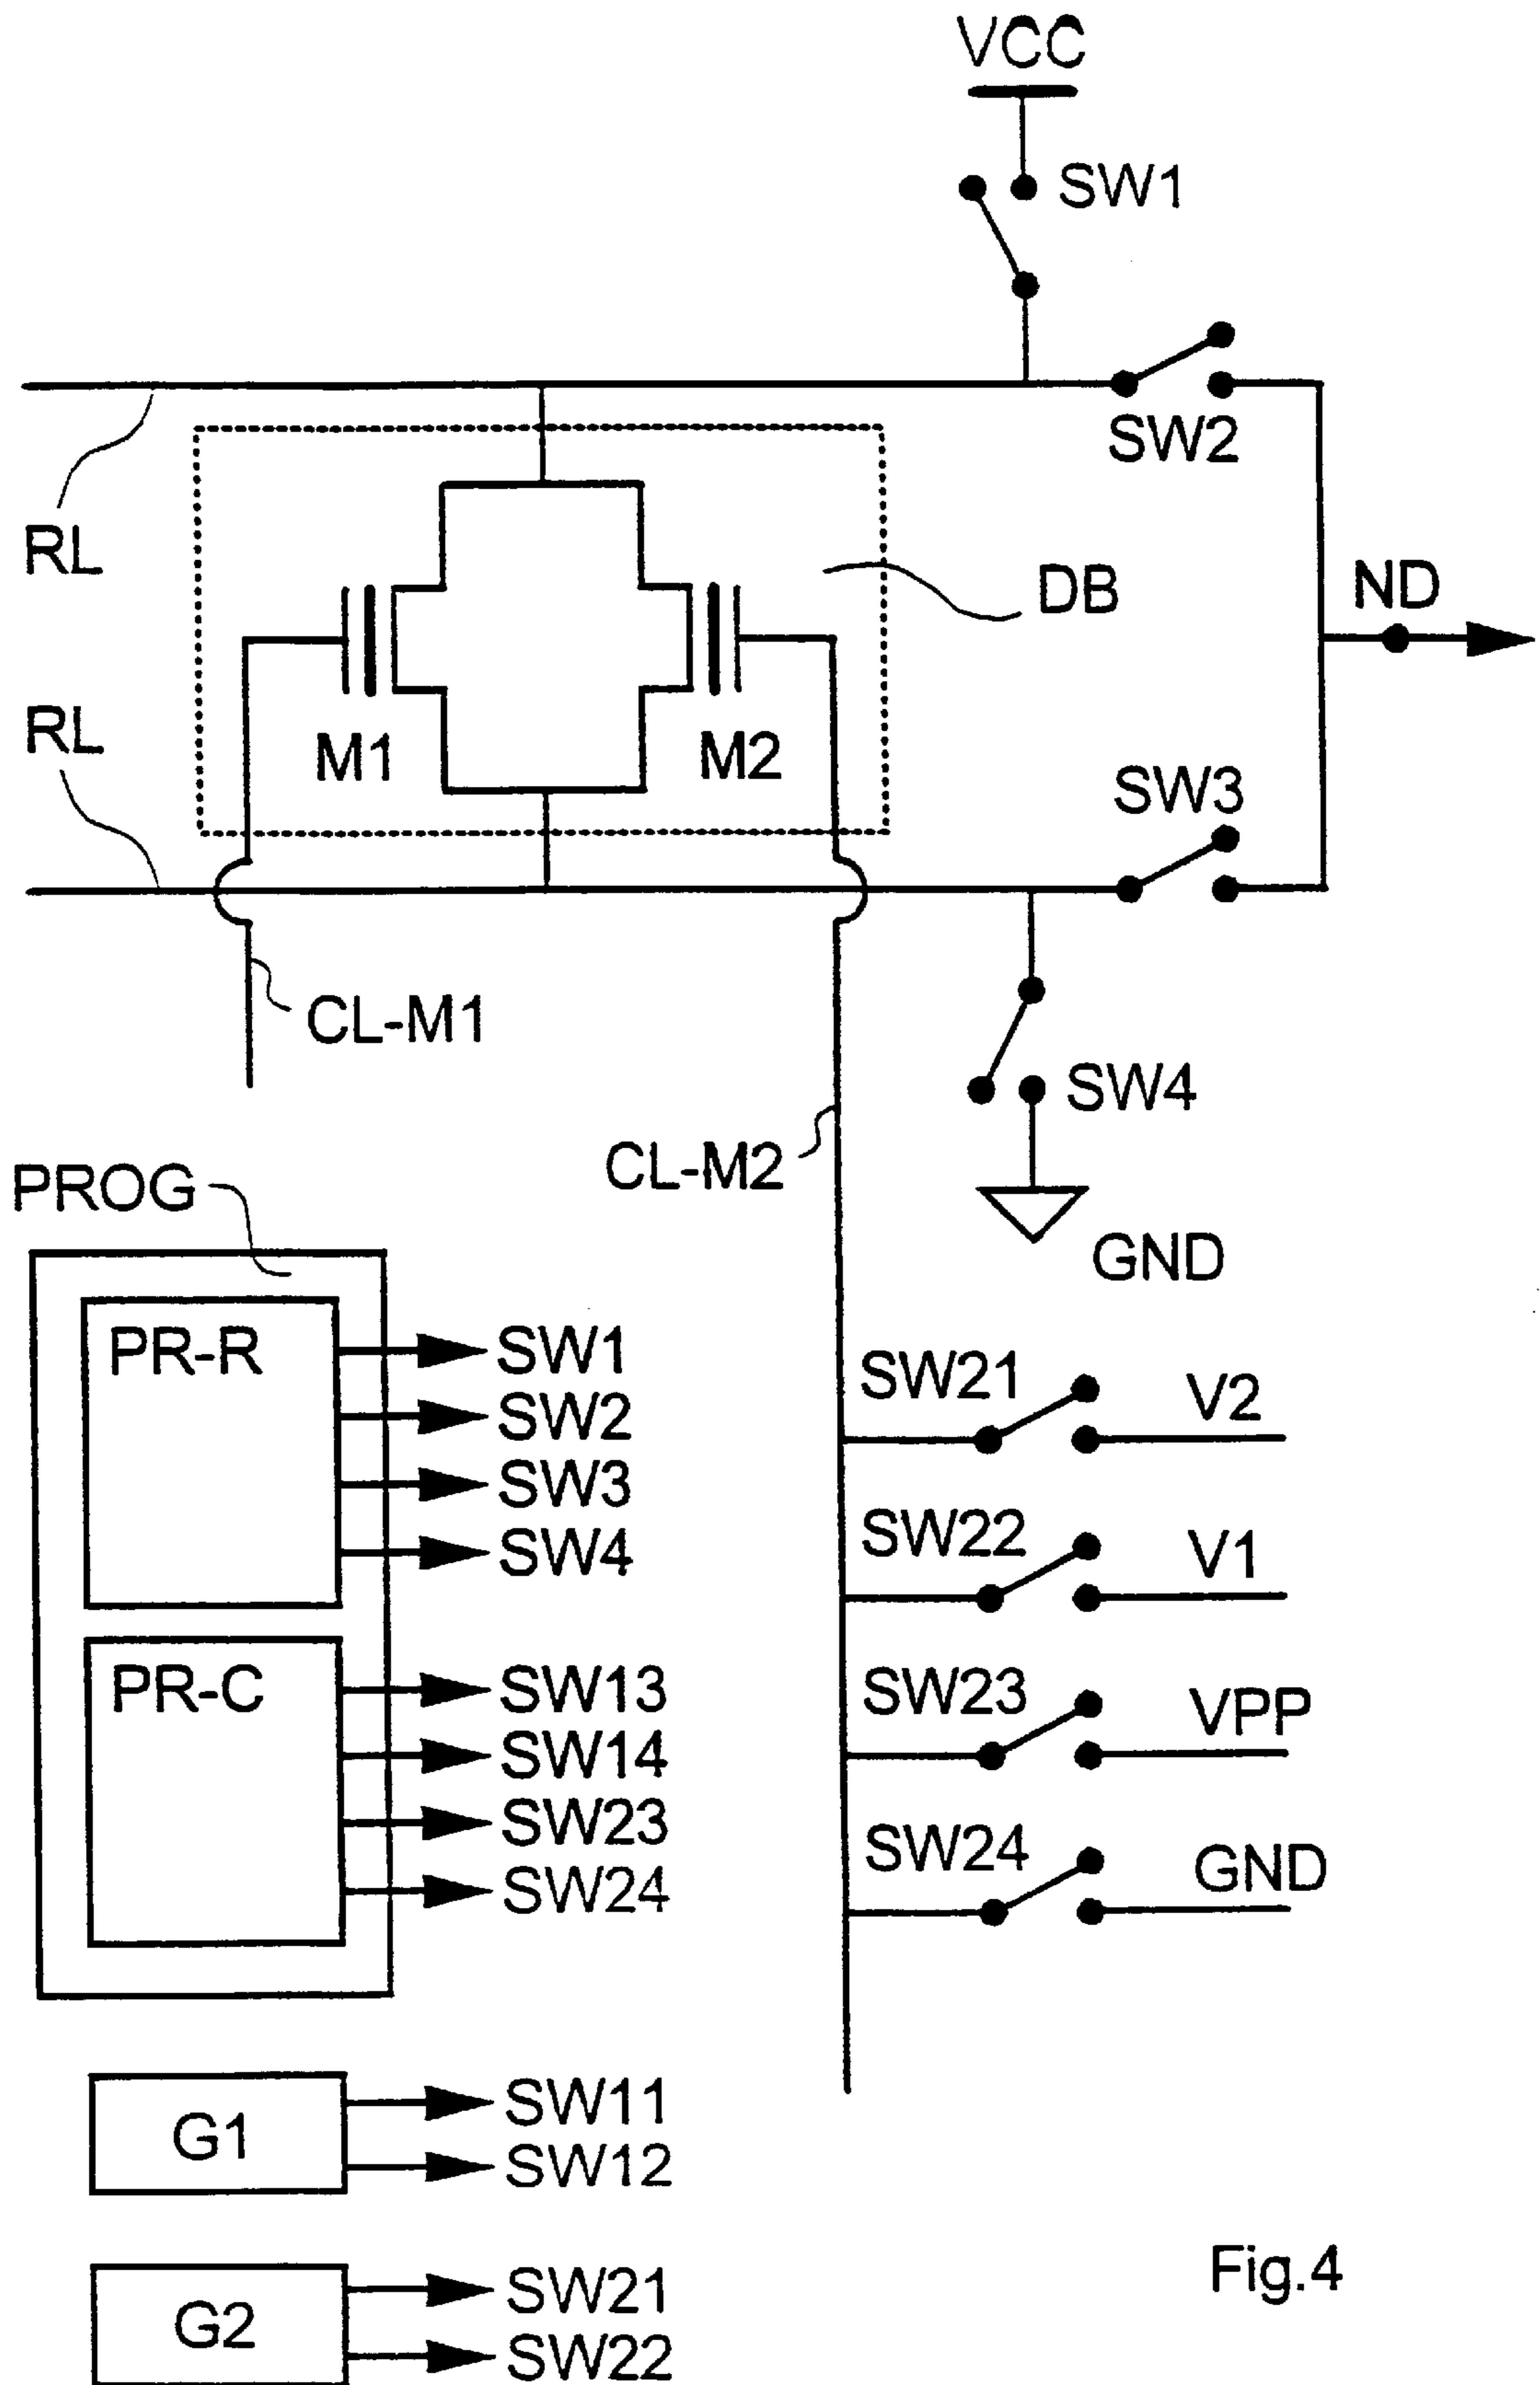 VCC
SW1
SW2
RL
DB
ND
RL
M1
M2
SW3
CL-M1
SW4
CL-M2
PROG
GND
PR-R
SW1
SW2
SW3
SW4
SW21
V2
SW22
V1
PR-C
SW13
SW14
SW23
SW24
SW23
VPP
SW24
GND
G1
SW11
SW12
G2
SW21
SW22
Fig.4